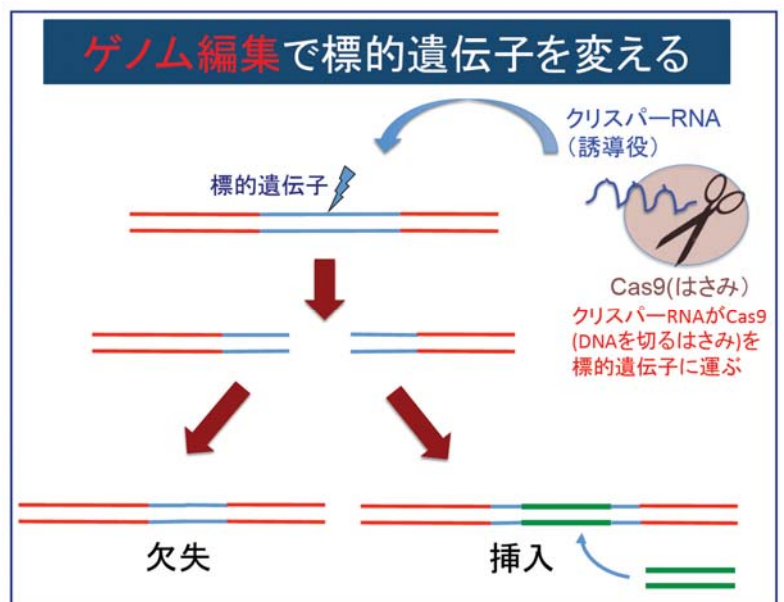 ゲノム編集で標的遺伝子を変える
クリスパーRNA
（誘導役）
標的遺伝子
Cas9(はさみ）
クリスパーRNAがCas9
(DNAを切るはさみ)を
標的遺伝子に運ぶ
欠失
挿入